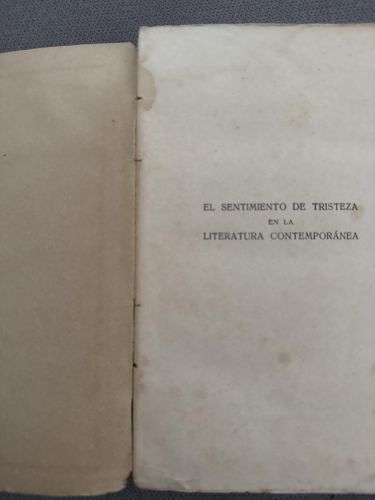 EL SENTIMIENTO DE TRISTEZA
EN LA
LITERATURA CONTEMPORÁNEA